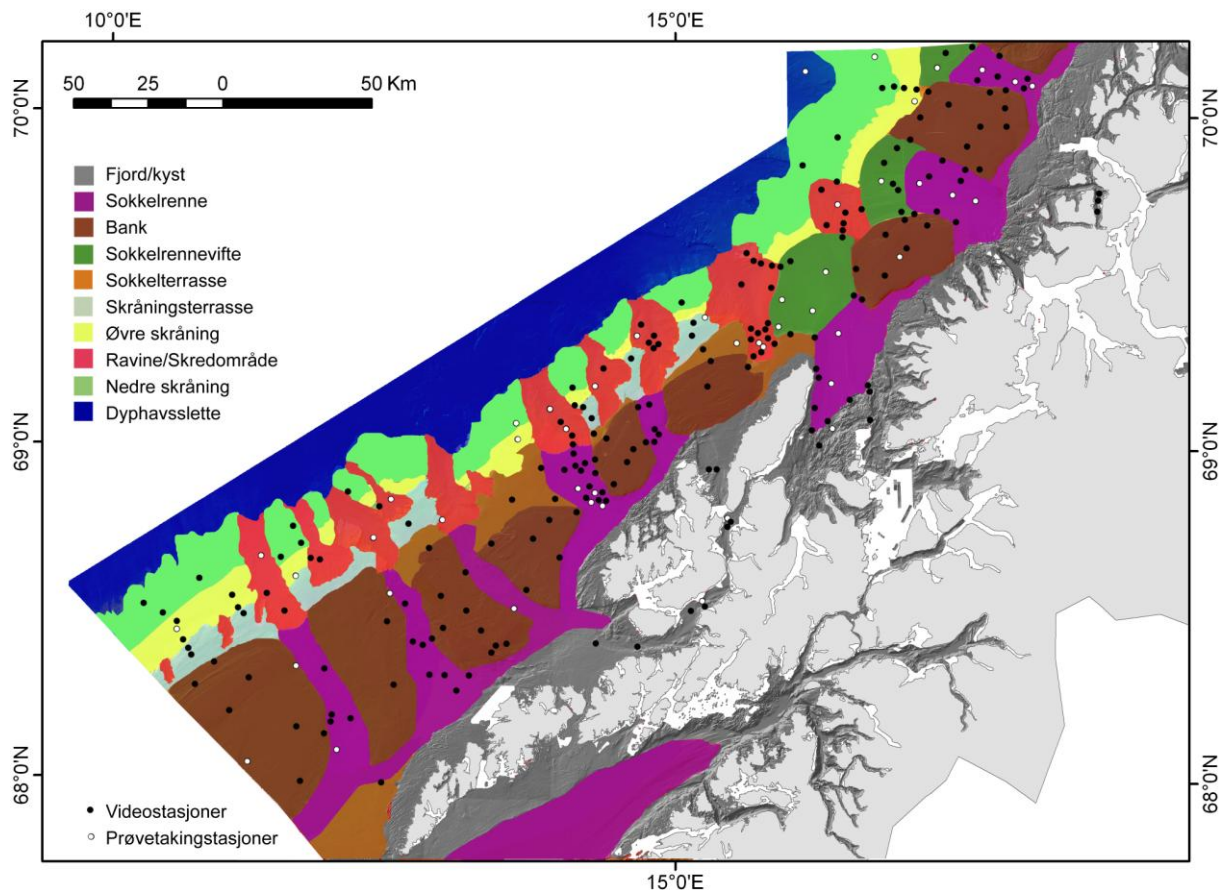 10°0'E 15°0'E
50 25 0 50 Km
70°0'N 70°0'N
Fjord/kyst
Sokkelrenne
Bank
Sokkelrennevifte
Sokkelterrasse
Skråningsterrasse
Øvre skråning
Ravine/Skredområde
Nedre skråning
Dyphavsslette
69°0'N 69°0'N
68°0'N 68°0'N
Videostasjoner
Prøvetakingstasjoner
15°0'E